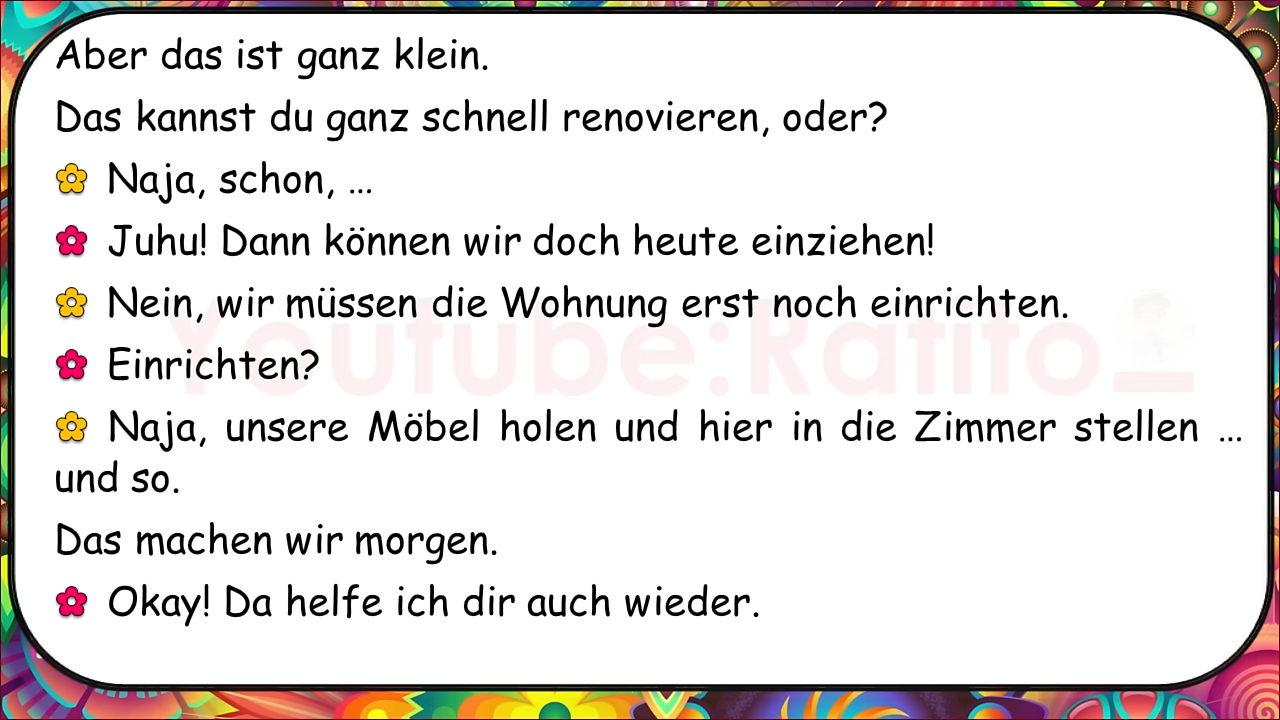 Aber das ist ganz klein.
Das kannst du ganz schnell renovieren, oder?
Naja, schon, ...
Juhu! Dann können wir doch heute einziehen!
Nein, wir müssen die Wohnung erst noch einrichten.
Youtube:Ratito
Einrichten?
Naja, unsere Möbel holen und hier in die Zimmer stellen ...
und so.
Das machen wir morgen.
Okay! Da helfe ich dir auch wieder.